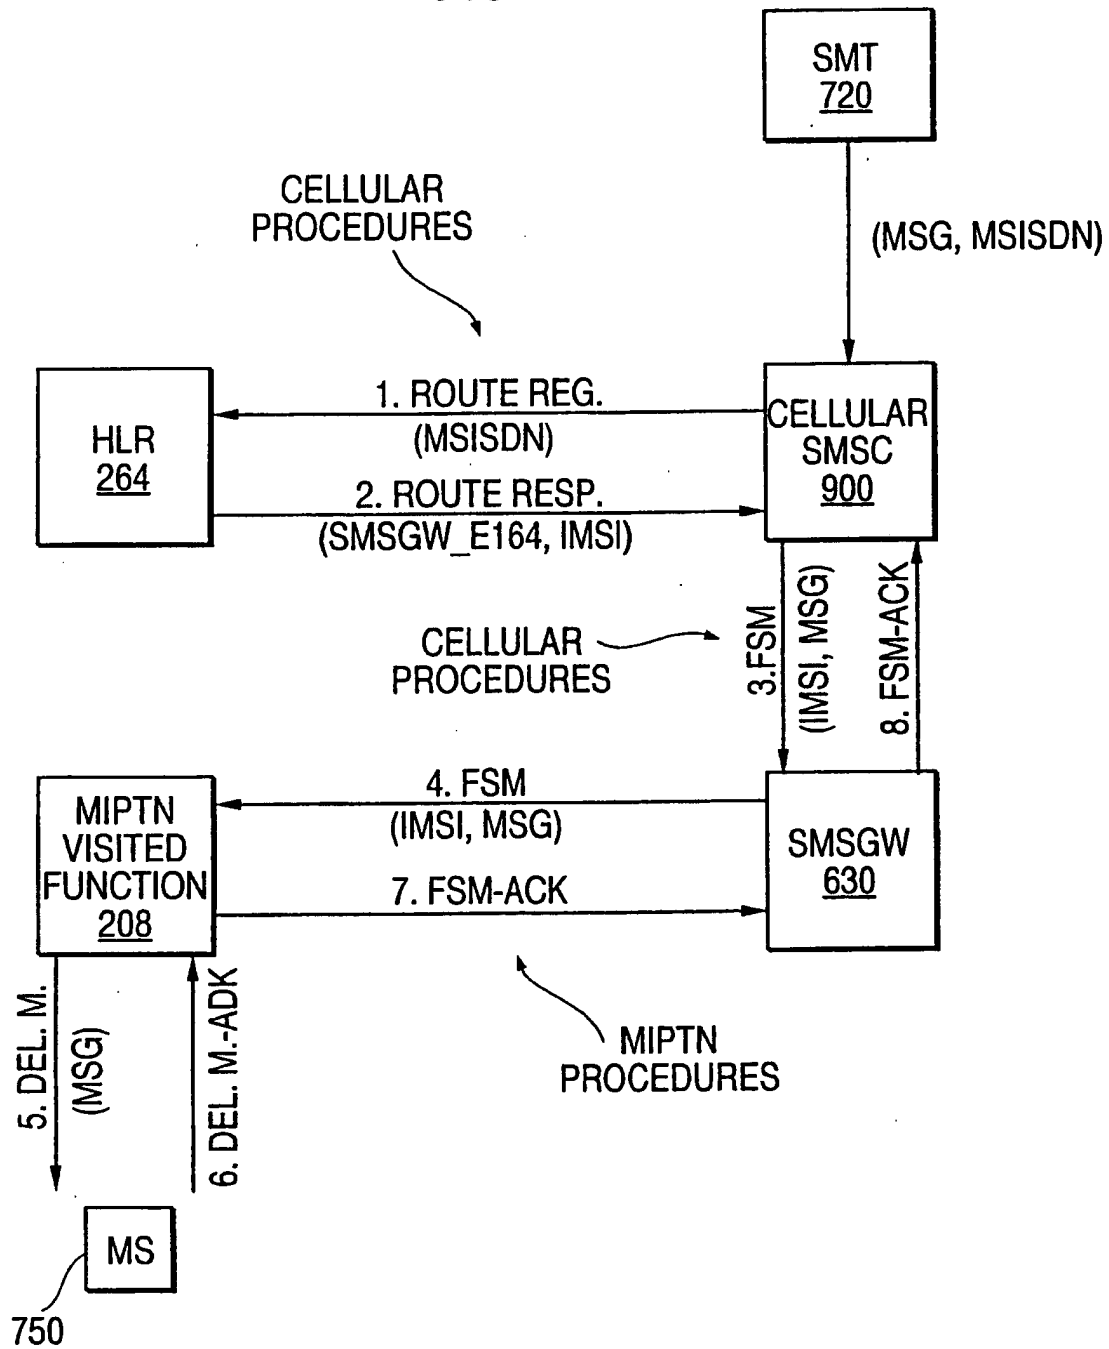 SMT
720
(MSG, MSISDN)
CELLULAR
PROCEDURES
HLR
264
1. ROUTE REG.
(MSISDN)
2. ROUTE RESP.
(SMSGW_E164, IMSI)
CELLULAR
SMSC
900
CELLULAR
PROCEDURES
3.FSM
(IMSI, MSG)
8. FSM-ACK
MIPTN
VISITED
FUNCTION
208
4. FSM
(IMSI, MSG)
7. FSM-ACK
SMSGW
630
5. DEL. M.
(MSG)
6. DEL. M.-ADK
MIPTN
PROCEDURES
MS
750